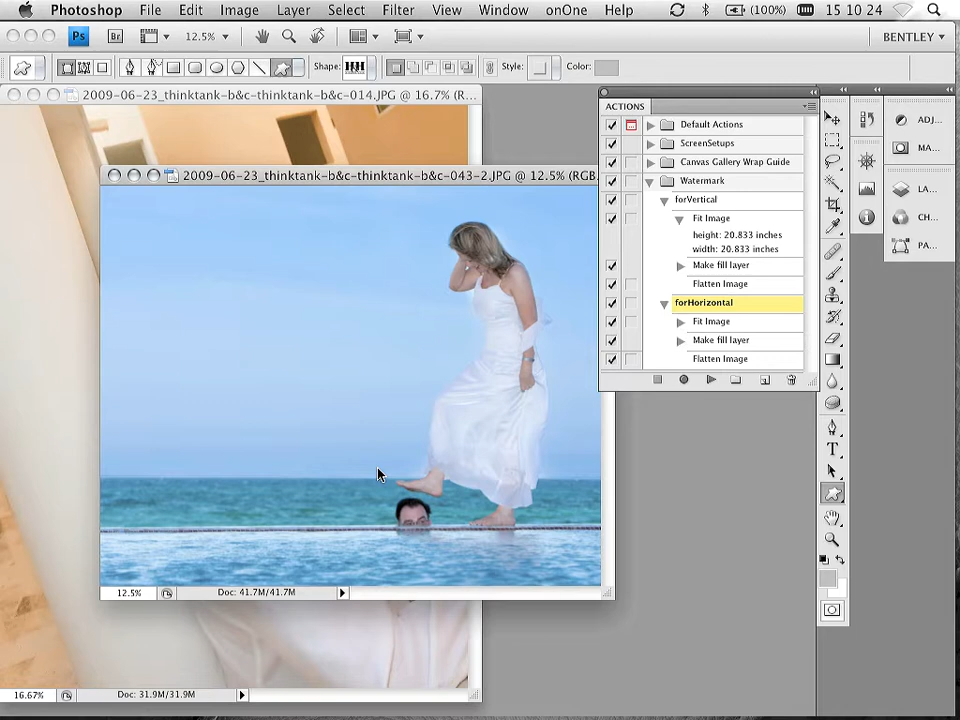 Photoshop File Edit Image Layer Select Filter View Window onOne Help (100%) 15 10 24
Ps Br 12.5% BENTLEY
Shape: Style: Color:
2009-06-23_thinktank-b&c-thinktank-b&c-014.JPG @ 16.7% (R...
ACTIONS
Default Actions
ScreenSetups
Canvas Gallery Wrap Guide
Watermark
forVertical
Fit Image
height: 20.833 inches
width: 20.833 inches
Make fill layer
Flatten Image
forHorizontal
Fit Image
Make fill layer
Flatten Image
ADJ...
MA...
LA...
CH...
PA...
T
2009-06-23_thinktank-b&c-thinktank-b&c-043-2.JPG @ 12.5% (RGB.
12.5% Doc: 41.7M/41.7M
16.67% Doc: 31.9M/31.9M